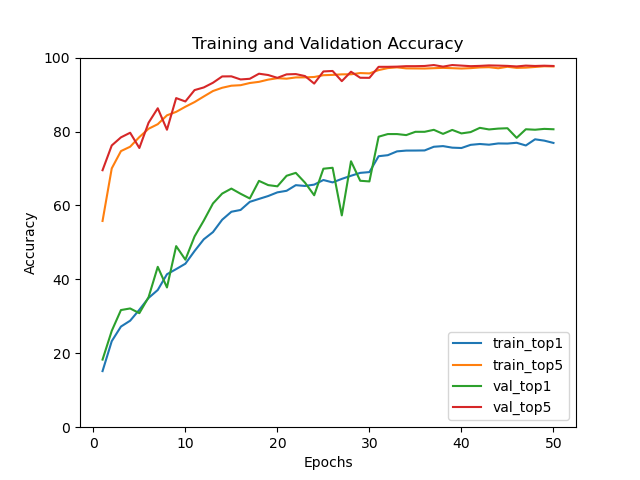 Training and Validation Accuracy
100
80
60
40
20
0
Accuracy
0 10 20 30 40 50
Epochs
train_top1
train_top5
val_top1
val_top5